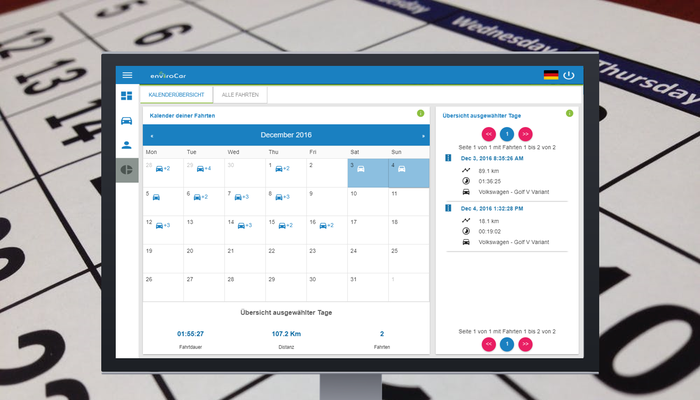 Wednesday
Thursday
5
6
12
13
14
10
enviroCar
KALENDERÜBERSICHT
ALLE FAHRTEN
Kalender deiner Fahrten
«
December 2016
»
Mon Tue Wed Thu Fri Sat Sun
28 +2 29 +4 30 1 +2 2 3 4
5 6 +2 7 +3 8 +3 9 10 11
12 +3 13 14 +3 15 +2 16 +2 17 18
19 20 21 22 23 24 25
26 27 28 29 30 31 1
Übersicht ausgewählter Tage
01:55:27 107.2 Km 2
Fahrtdauer Distanz Fahrten
Übersicht ausgewählter Tage
<< 1 >>
Seite 1 von 1 mit Fahrten 1 bis 2 von 2
Dec 3, 2016 8:35:26 AM
89.1 km
01:36:25
Volkswagen - Golf V Variant
Dec 4, 2016 1:32:28 PM
18.1 km
00:19:02
Volkswagen - Golf V Variant
Seite 1 von 1 mit Fahrten 1 bis 2 von 2
<< 1 >>